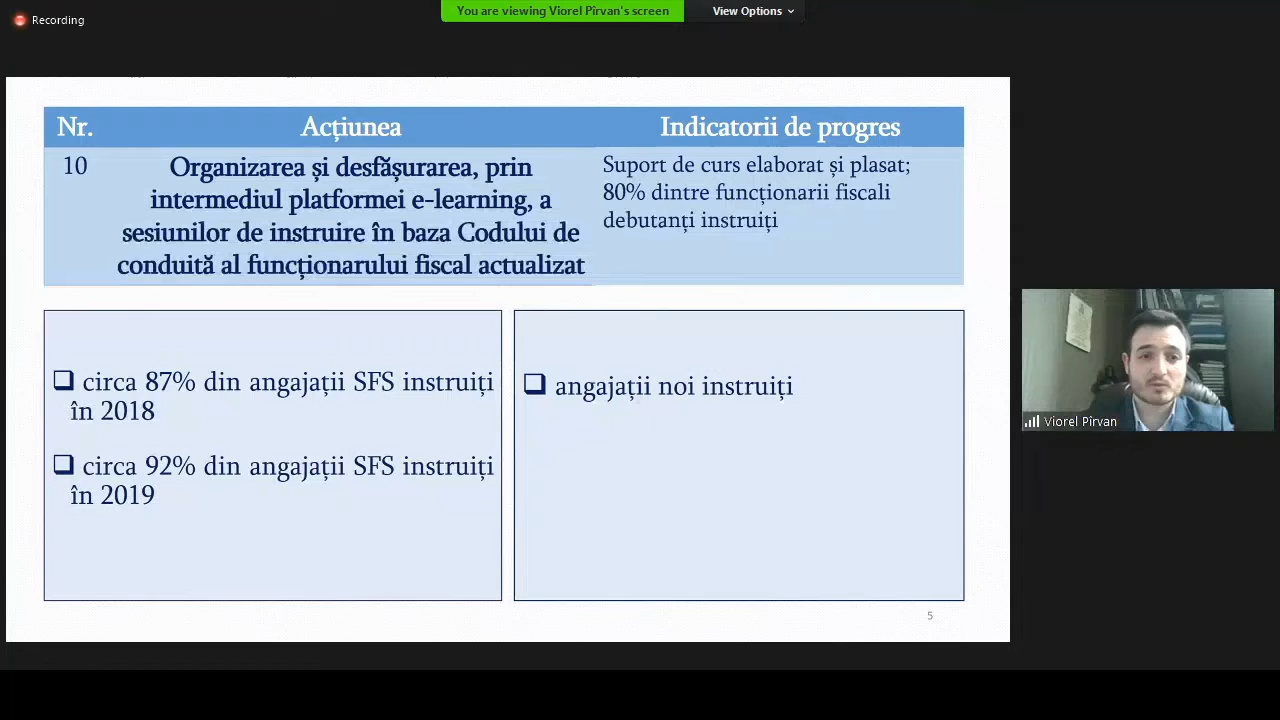 Recording
You are viewing Viorel Pîrvan's screen
View Options
Nr.
Acțiunea
Indicatorii de progres
10
Organizarea și desfășurarea, prin
intermediul platformei e-learning, a
sesiunilor de instruire în baza Codului de
conduită al funcționarului fiscal actualizat
Suport de curs elaborat și plasat;
80% dintre funcționarii fiscali
debutanți instruiți
circa 87% din angajații SFS instruiți
în 2018
circa 92% din angajații SFS instruiți
în 2019
angajații noi instruiți
5
Viorel Pîrvan